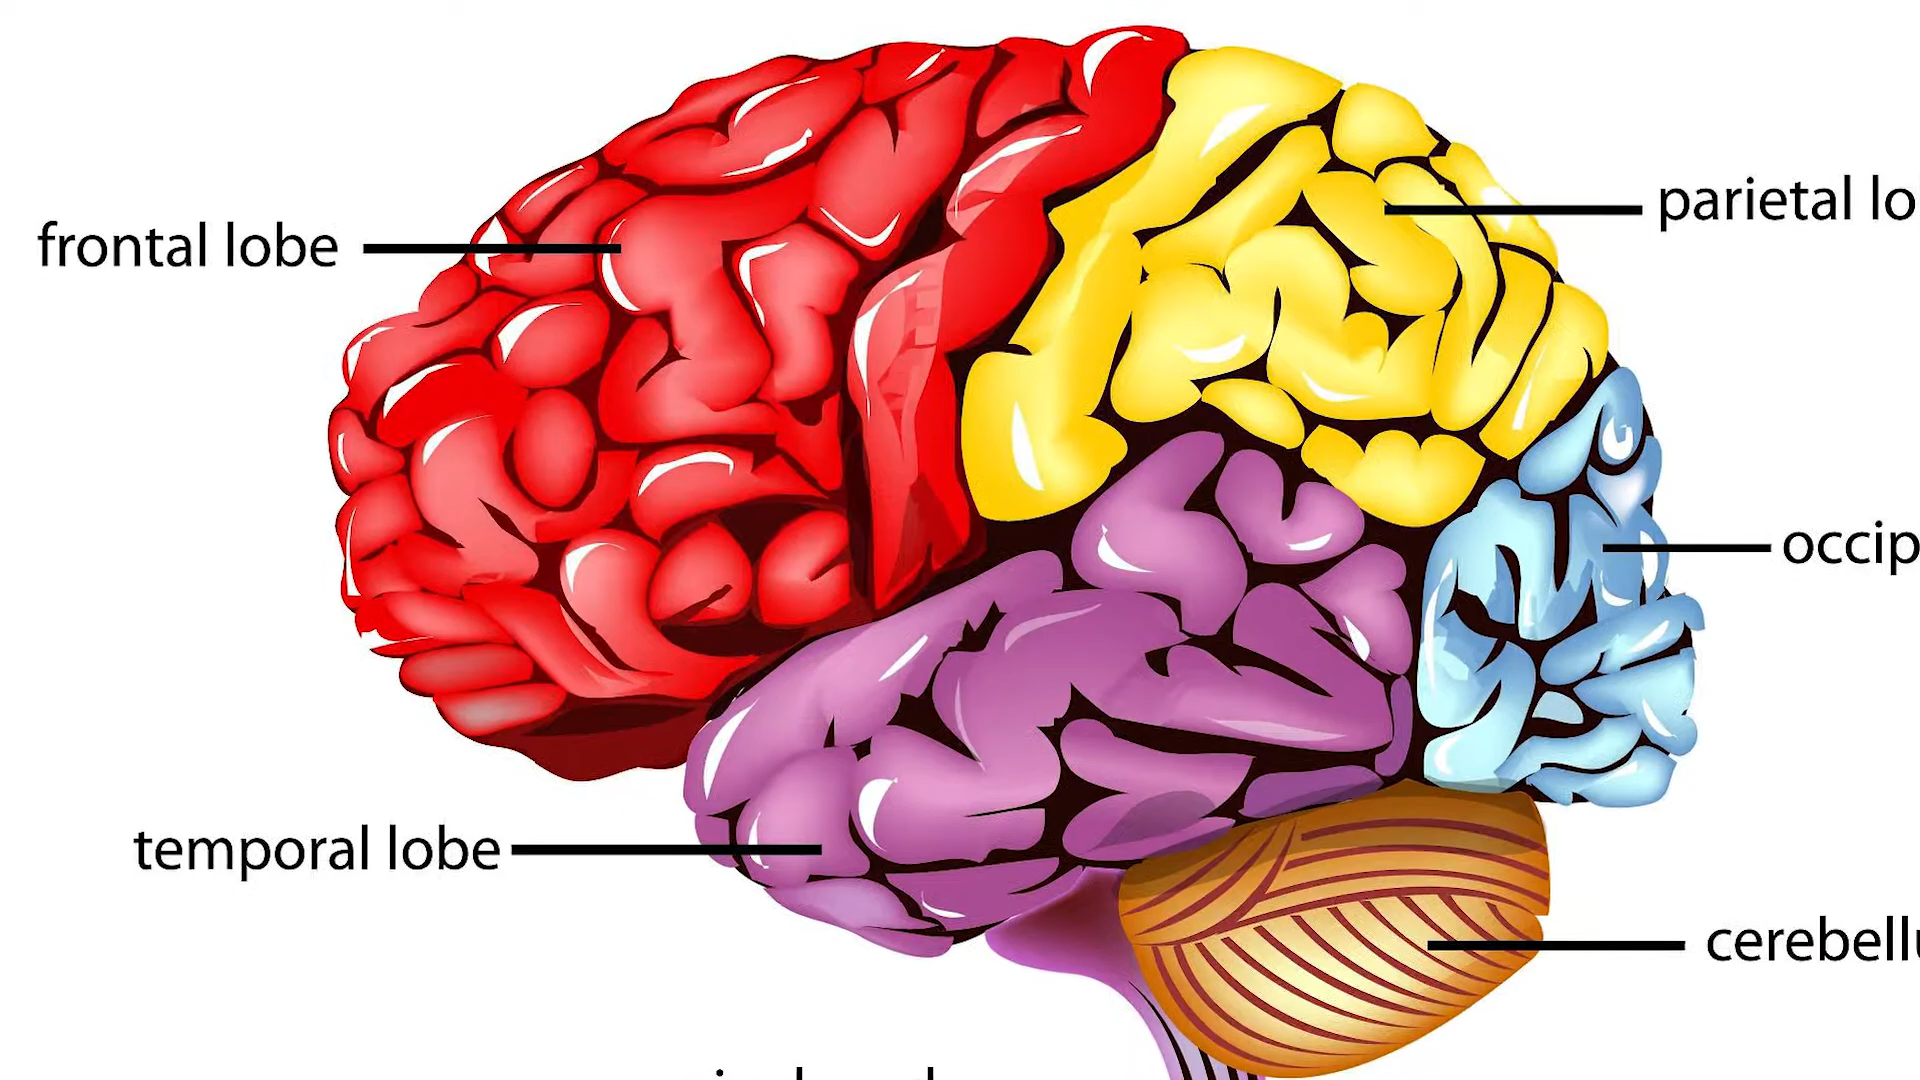 frontal lobe
parietal lo
occip
temporal lobe
cerebell